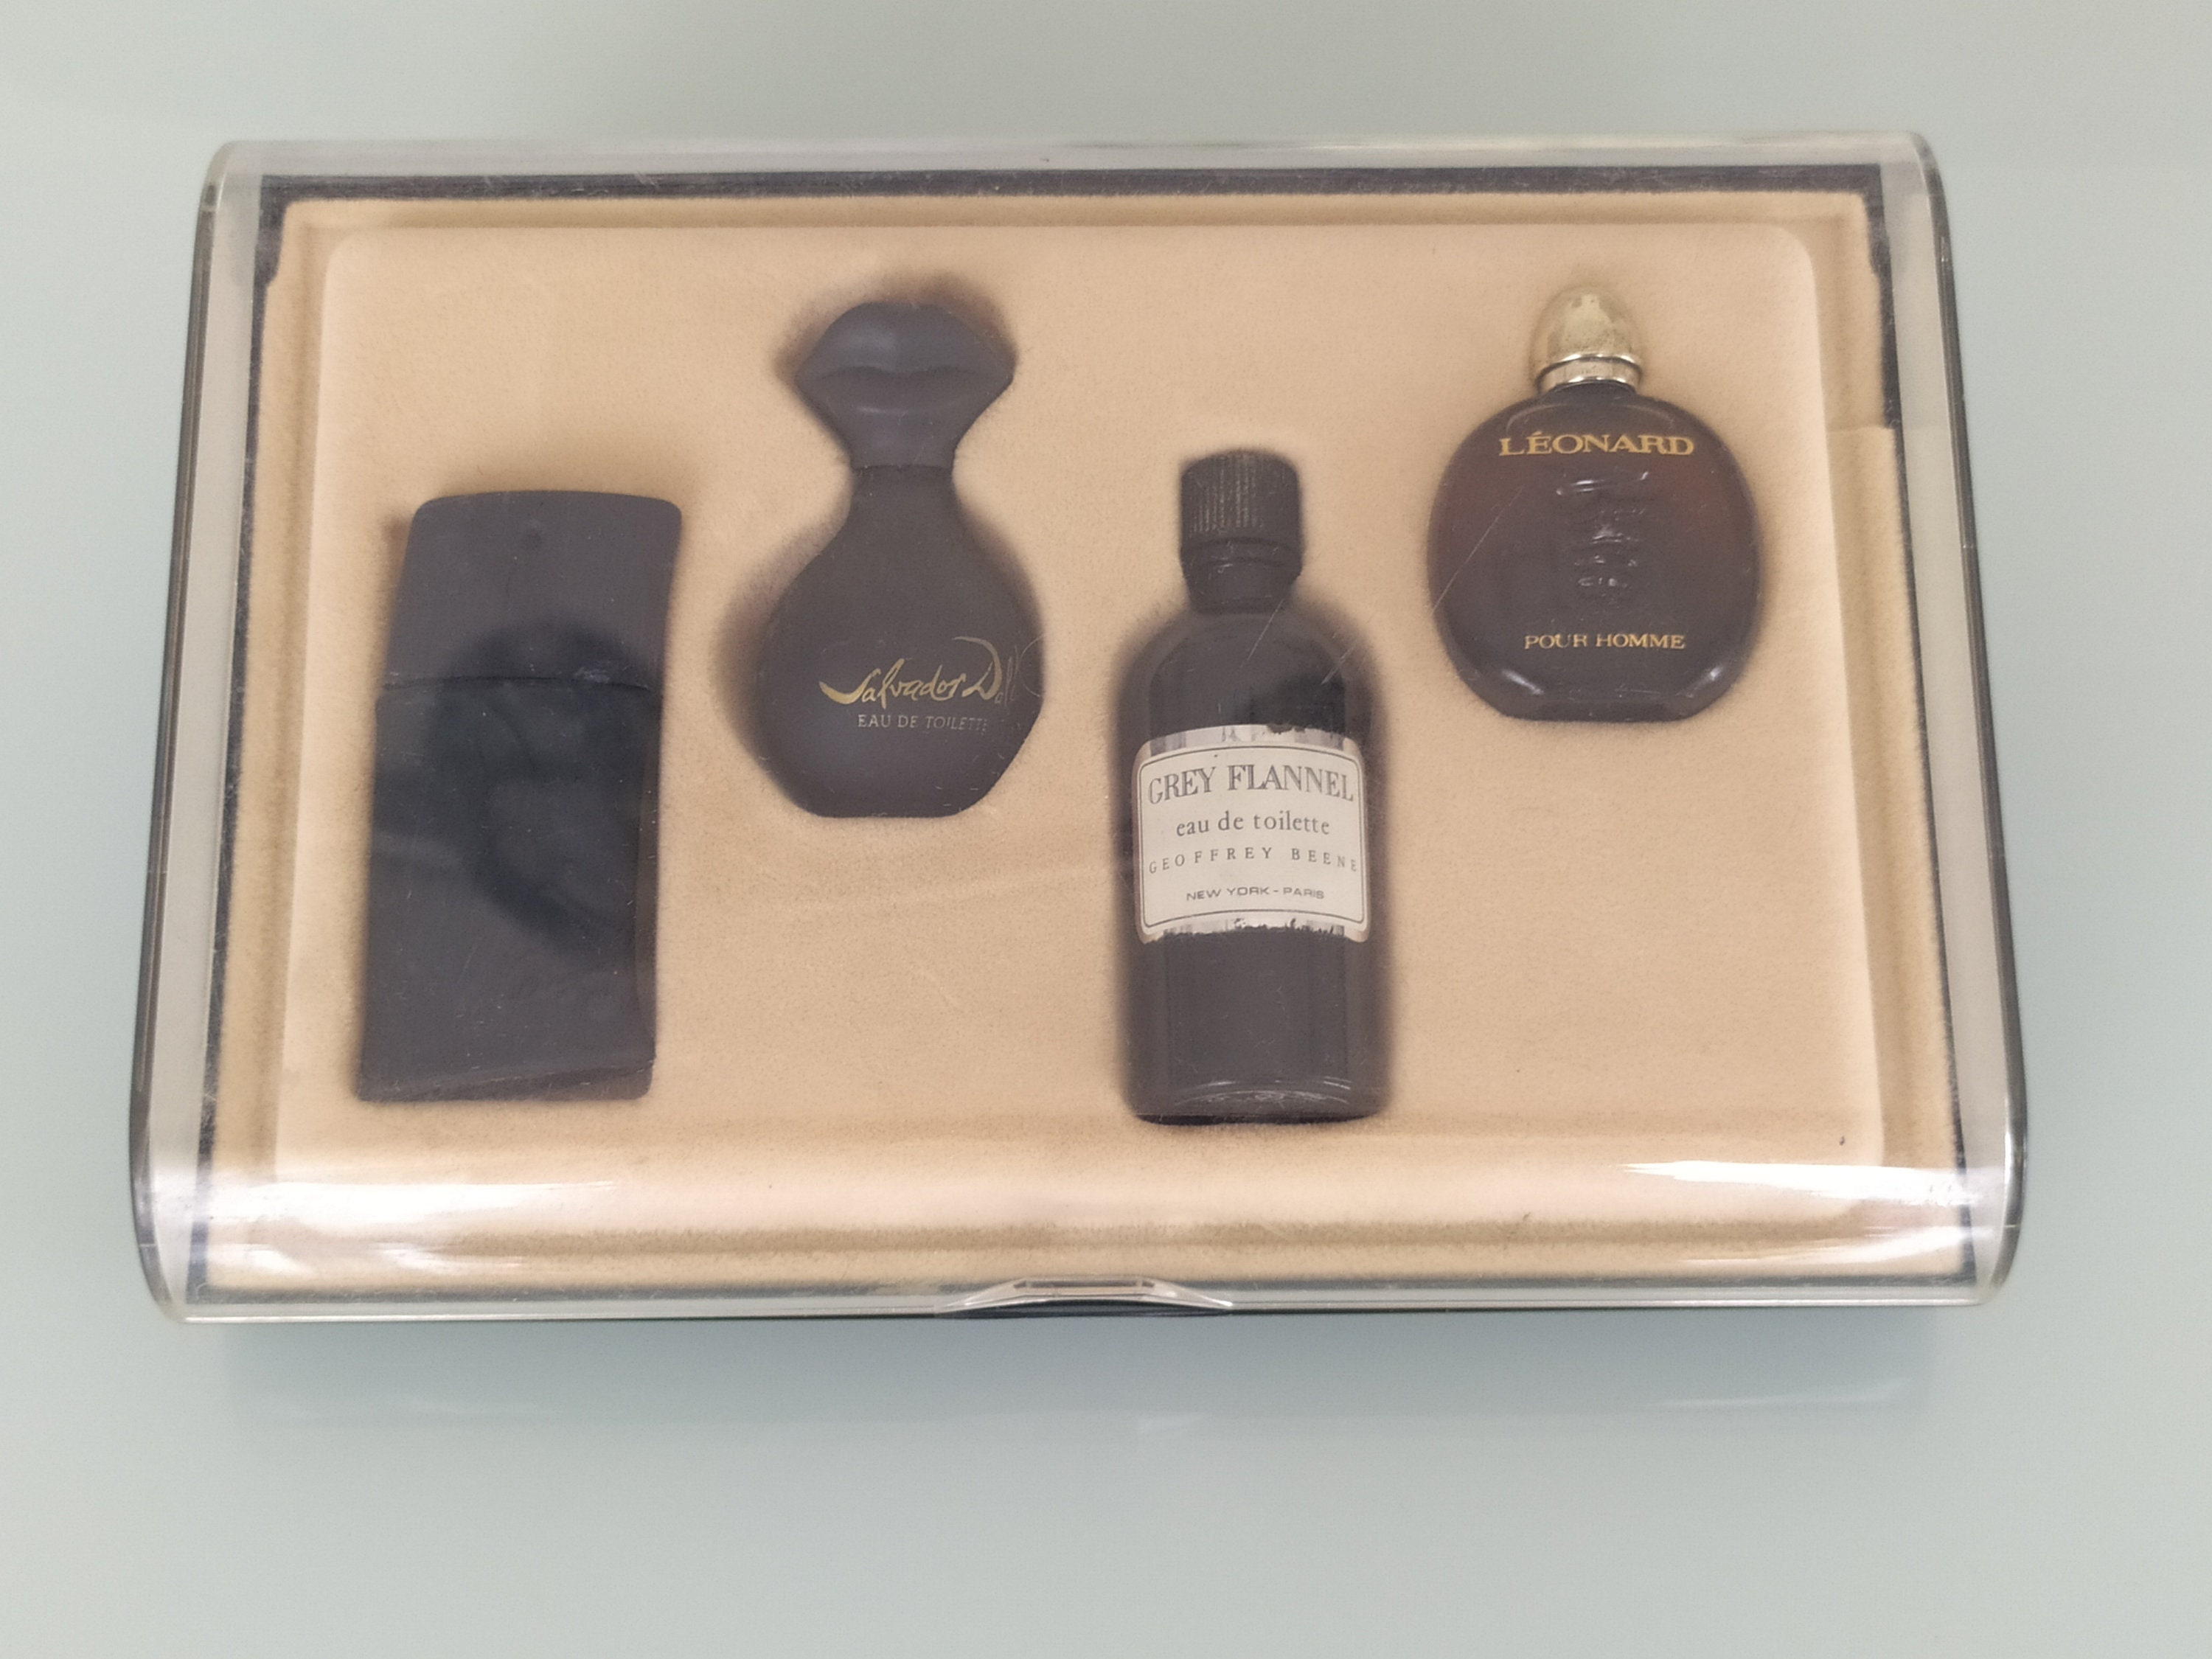 Salvador Dali
EAU DE TOILETTE
GREY FLANNEL
eau de toilette
GEOFFREY BEENE
NEW YORK - PARIS
LÉONARD
POUR HOMME